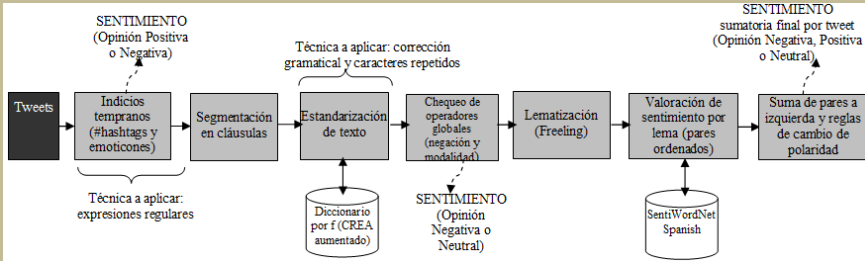 SENTIMIENTO
(Opinión Positiva
o Negativa)
Técnica a aplicar: corrección
gramatical y caracteres repetidos
SENTIMIENTO
sumatoria final por tweet
(Opinión Negativa, Positiva
o Neutral)
Tweets
Indicios
tempranos
(#hashtags y
emoticones)
Segmentación
en cláusulas
Estandarización
de texto
Chequeo de
operadores
globales
(negación y
modalidad)
Lematización
(Freeling)
Valoración de
sentimiento por
lema (pares
ordenados)
Suma de pares a
izquierda y reglas
de cambio de
polaridad
Técnica a aplicar:
expresiones regulares
Diccionario
por f (CREA
aumentado)
SENTIMIENTO
(Opinión
Negativa o
Neutral)
SentiWordNet
Spanish